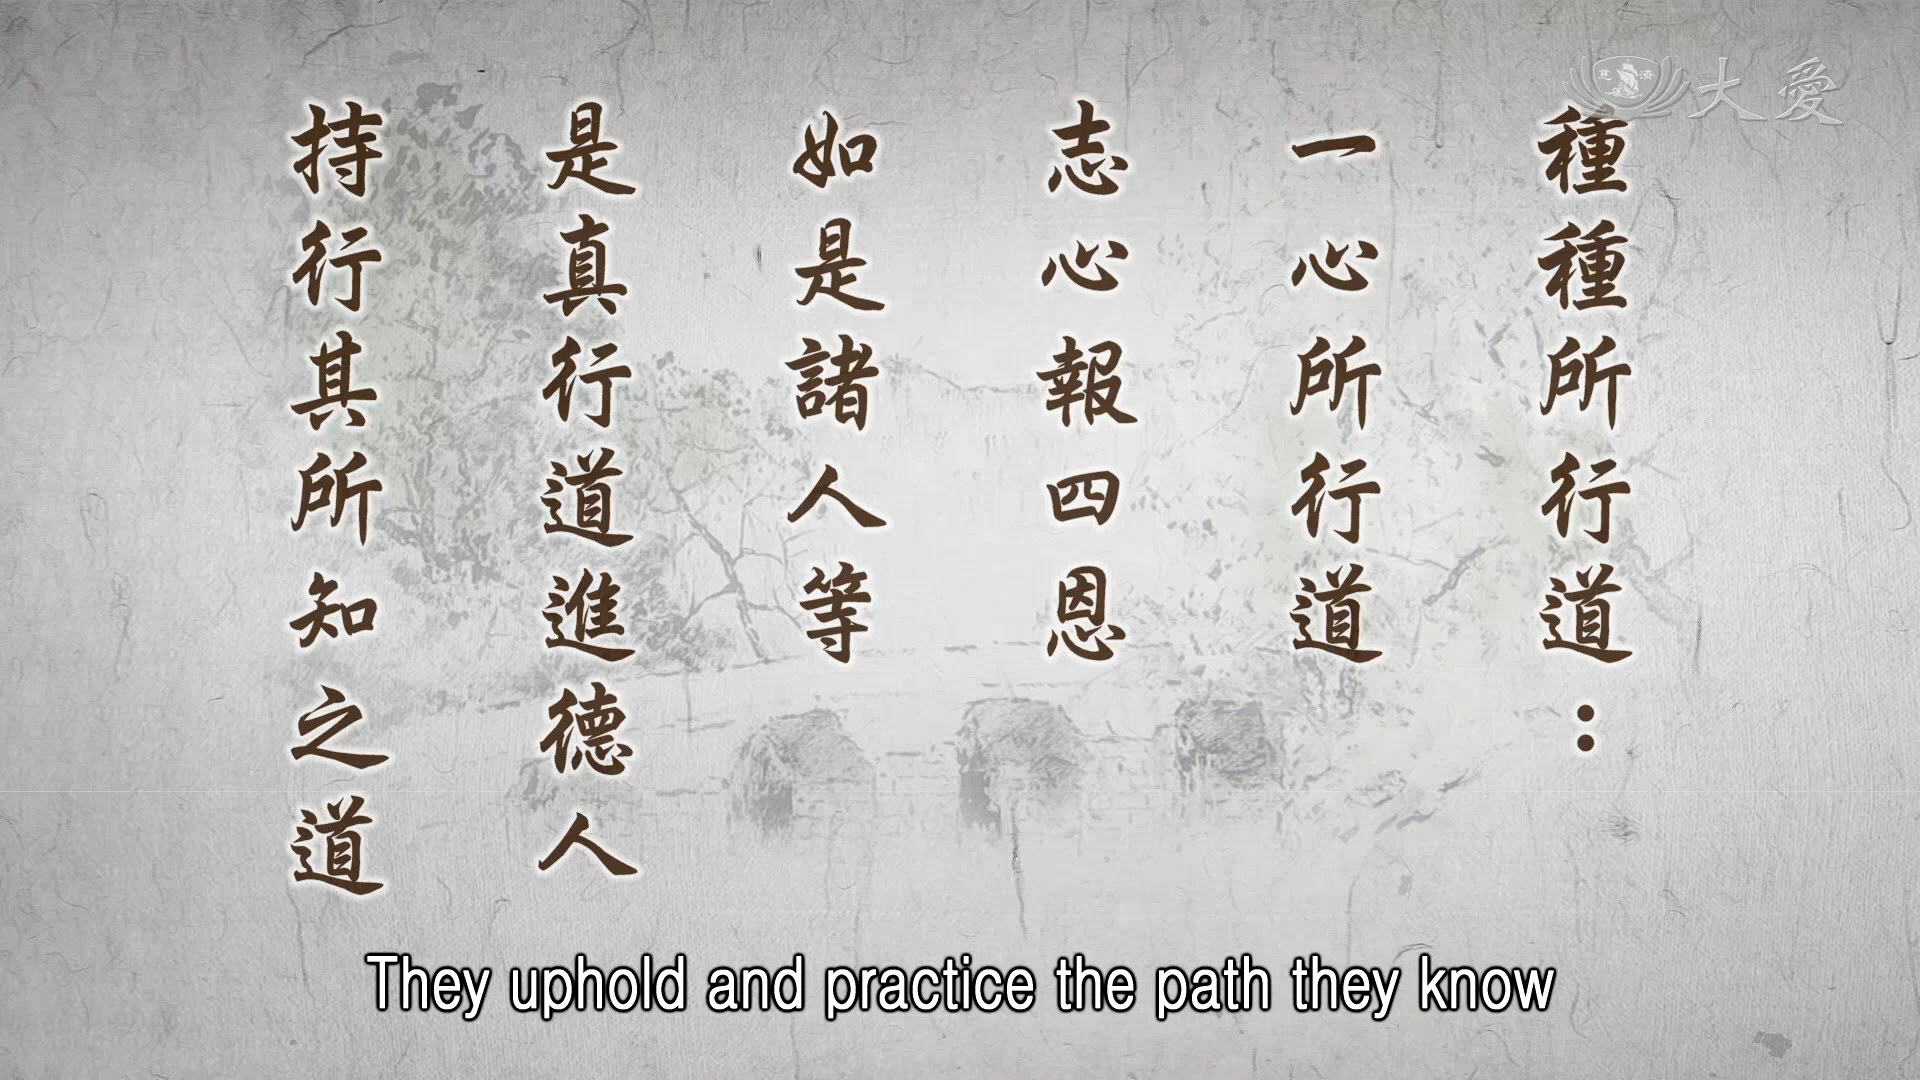 大愛
慈濟
種種所行道：
一心所行道
志心報四恩
如是諸人等
是真行道進德人
持行其所知之道
They uphold and practice the path they know